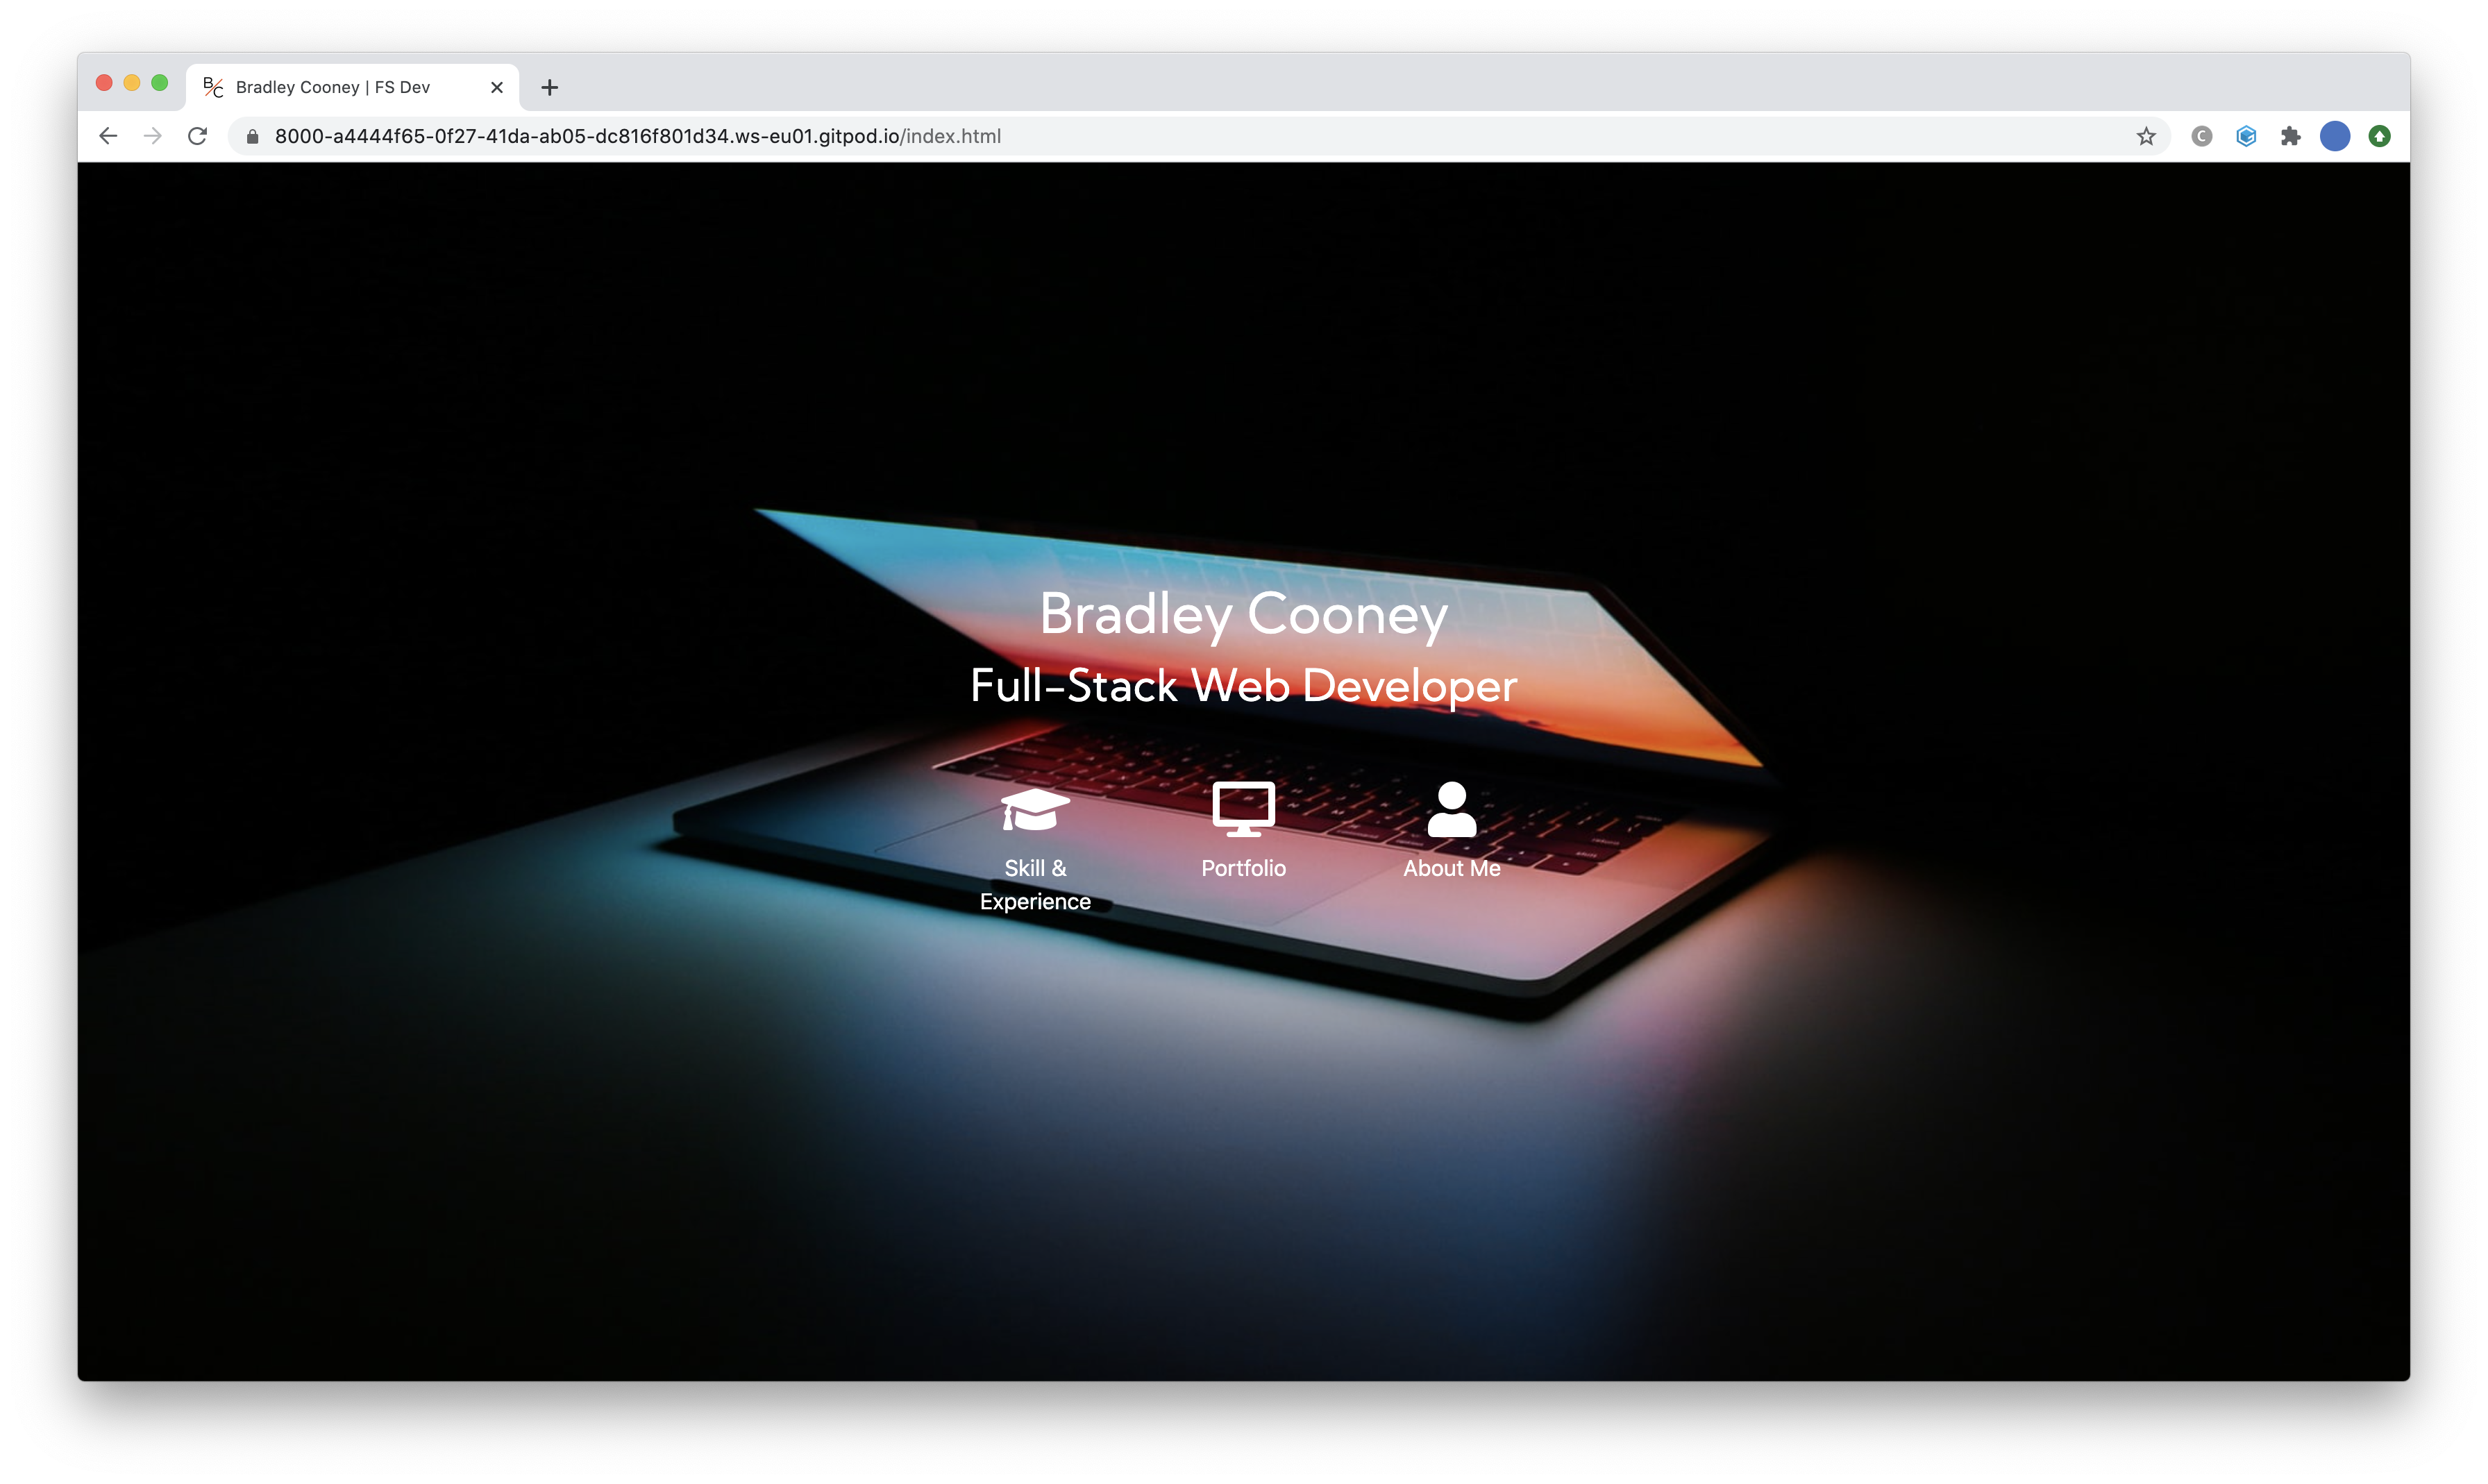 B/C Bradley Cooney | FS Dev
8000-a4444f65-0f27-41da-ab05-dc816f801d34.ws-eu01.gitpod.io/index.html
C
Bradley Cooney
Full-Stack Web Developer
Skill &
Experience
Portfolio
About Me